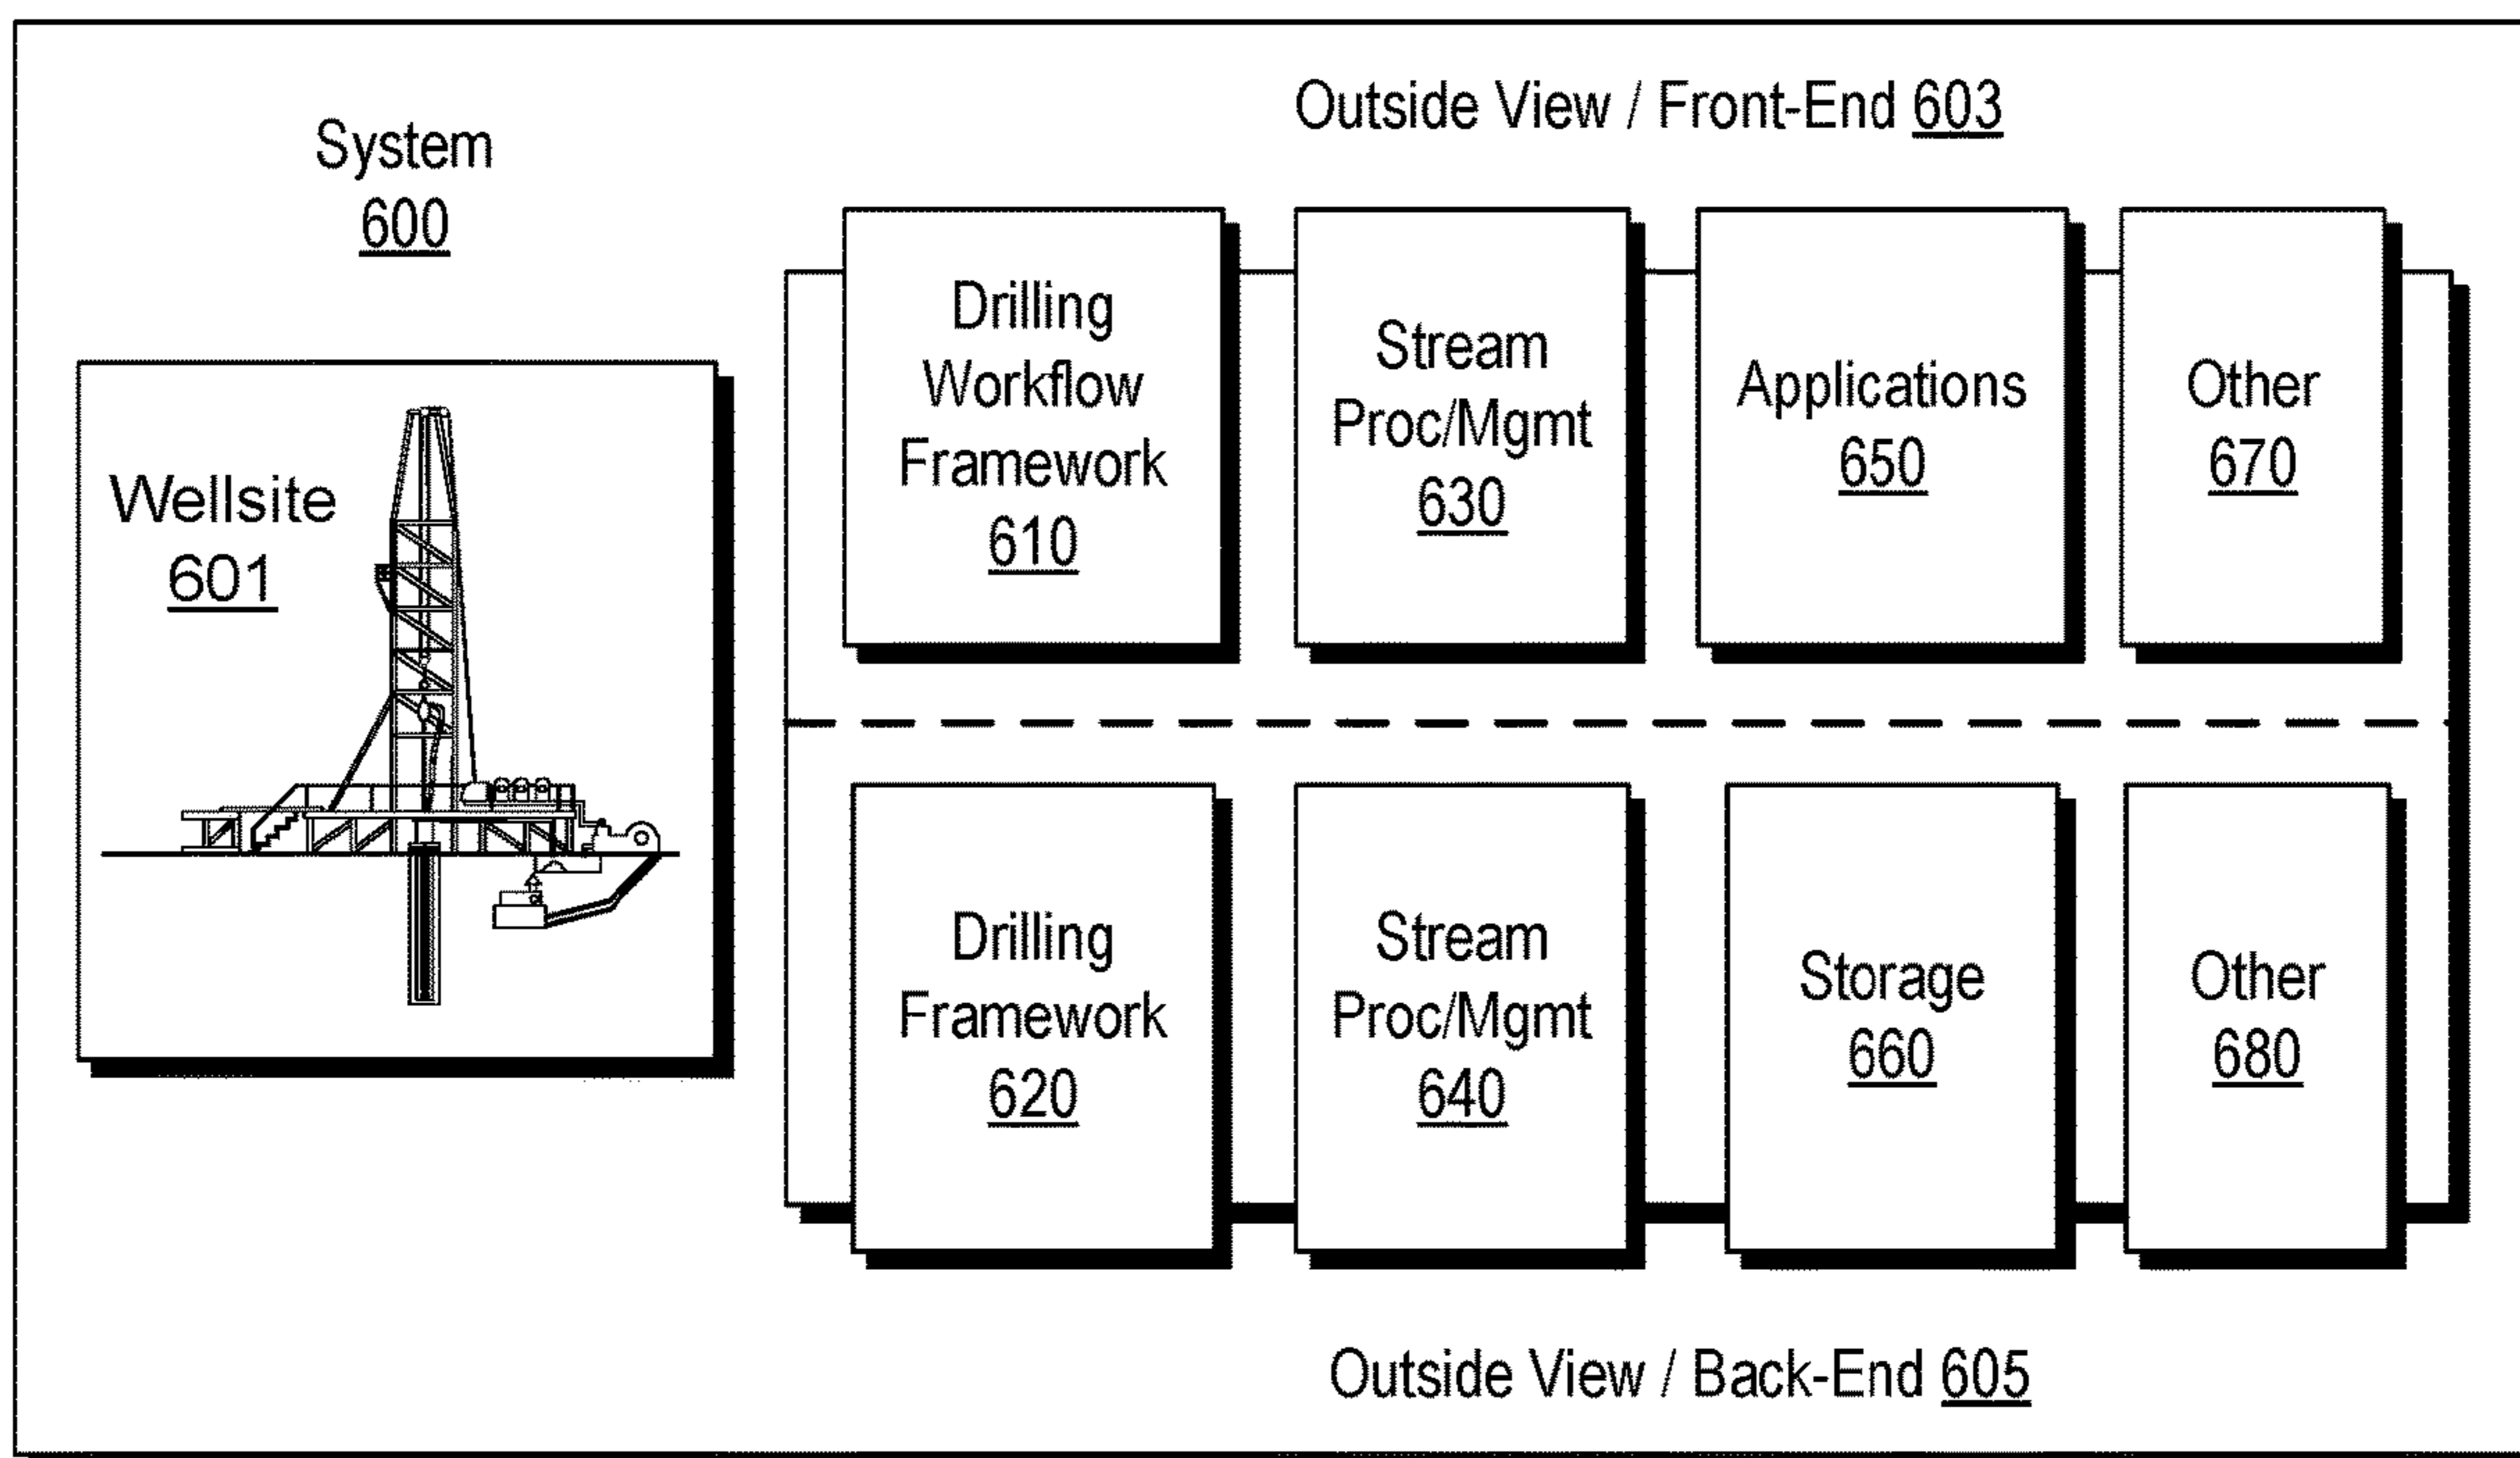 System
600
Outside View / Front-End 603
Wellsite
601
Drilling
Workflow
Framework
610
Stream
Proc/Mgmt
630
Applications
650
Other
670
Drilling
Framework
620
Stream
Proc/Mgmt
640
Storage
660
Other
680
Outside View / Back-End 605